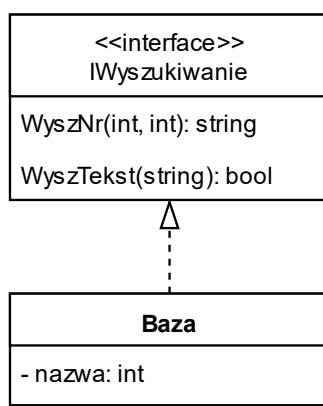 <<interface>>
IWyszukiwanie
WyszNr(int, int): string
WyszTekst(string): bool
Baza
- nazwa: int